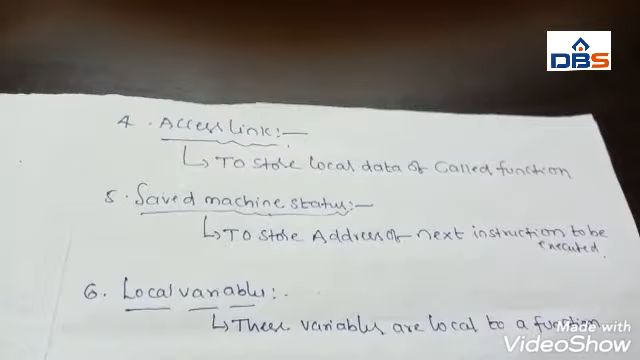 DBS
4. Access link:-
↳ To store local data of called function
5. Saved machine status:-
↳ To store Address of next instruction to be
executed.
6. Local variable:-
↳ These variables are local to a function
Made with
VideoShow